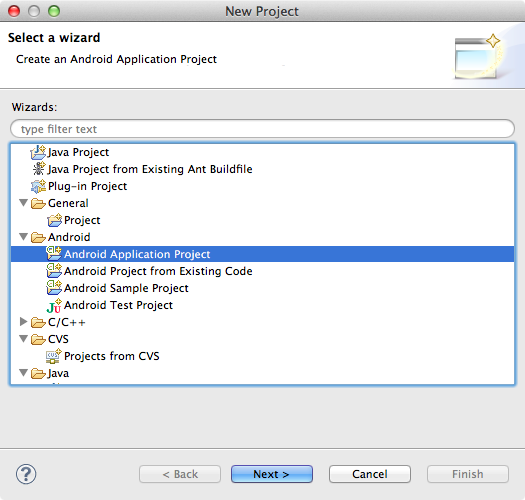 New Project
Select a wizard
Create an Android Application Project
Wizards:
type filter text
Java Project
Java Project from Existing Ant Buildfile
Plug-in Project
General
Project
Android
Android Application Project
Android Project from Existing Code
Android Sample Project
Android Test Project
C/C++
CVS
Projects from CVS
Java
? < Back Next > Cancel Finish